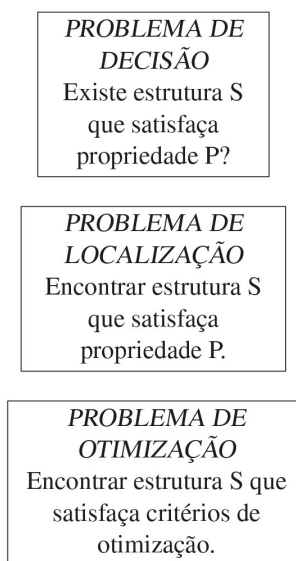 PROBLEMA DE
DECISÃO
Existe estrutura S
que satisfaça
propriedade P?
PROBLEMA DE
LOCALIZAÇÃO
Encontrar estrutura S
que satisfaça
propriedade P.
PROBLEMA DE
OTIMIZAÇÃO
Encontrar estrutura S que
satisfaça critérios de
otimização.